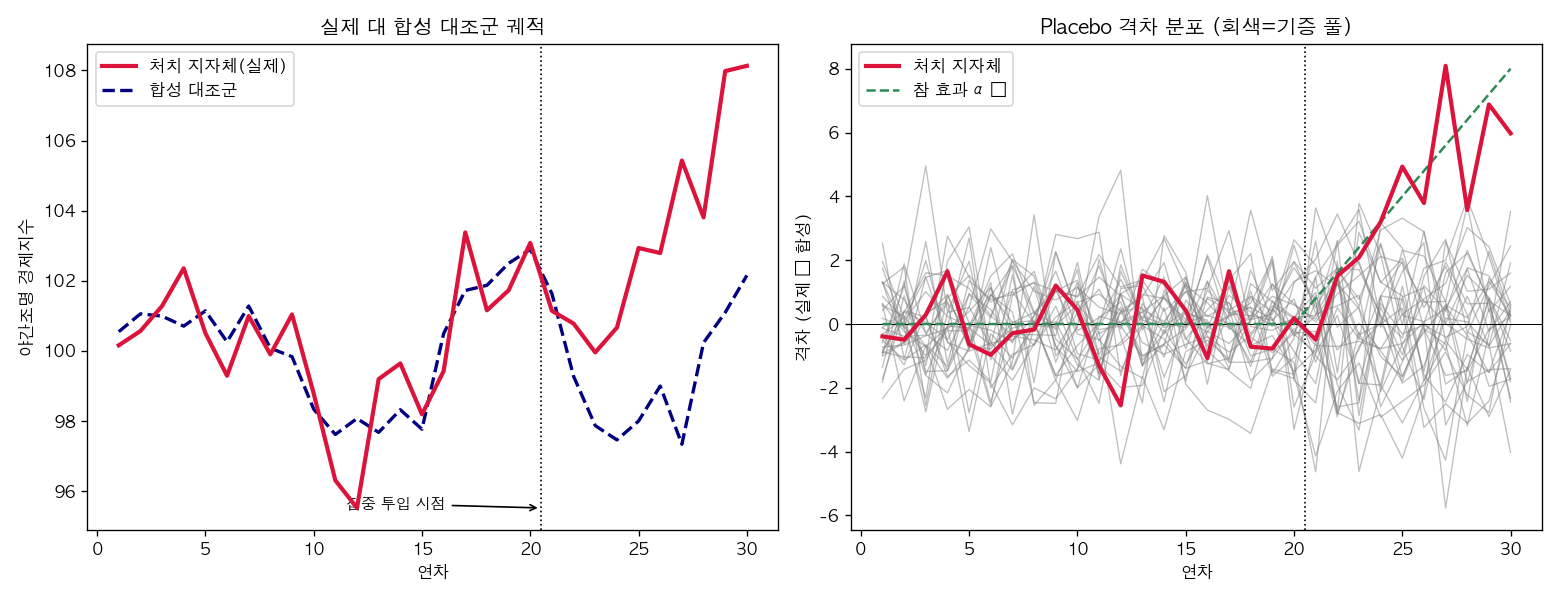 실제 대 합성 대조군 궤적
처치 지자체(실제)
합성 대조군
108
106
104
102
100
98
96
야간조명 경제지수
중 투입 시점
0 5 10 15 20 25 30
연차
Placebo 격차 분포 (회색=기증 풀)
처치 지자체
참 효과 α □
8
6
4
2
0
-2
-4
-6
격차 (실제 □ 합성)
0 5 10 15 20 25 30
연차